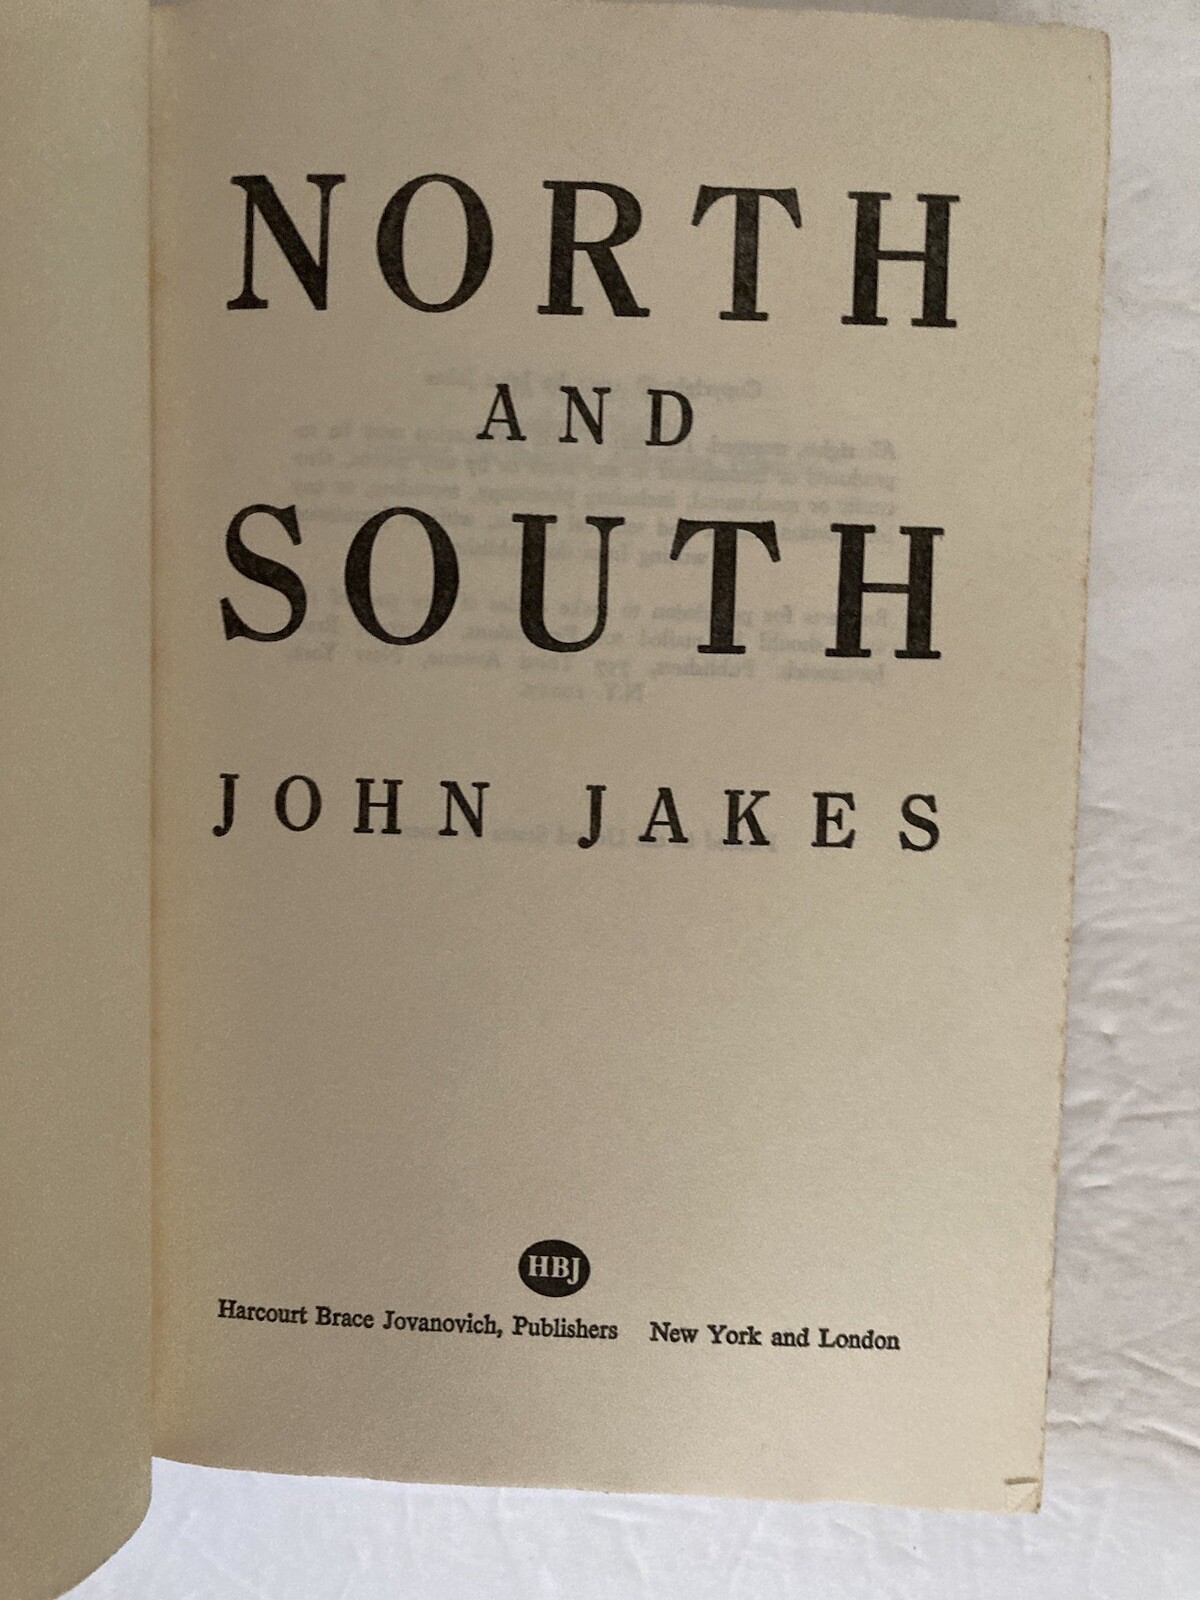 NORTH
AND
SOUTH
JOHN JAKES
HBJ
Harcourt Brace Jovanovich, Publishers New York and London